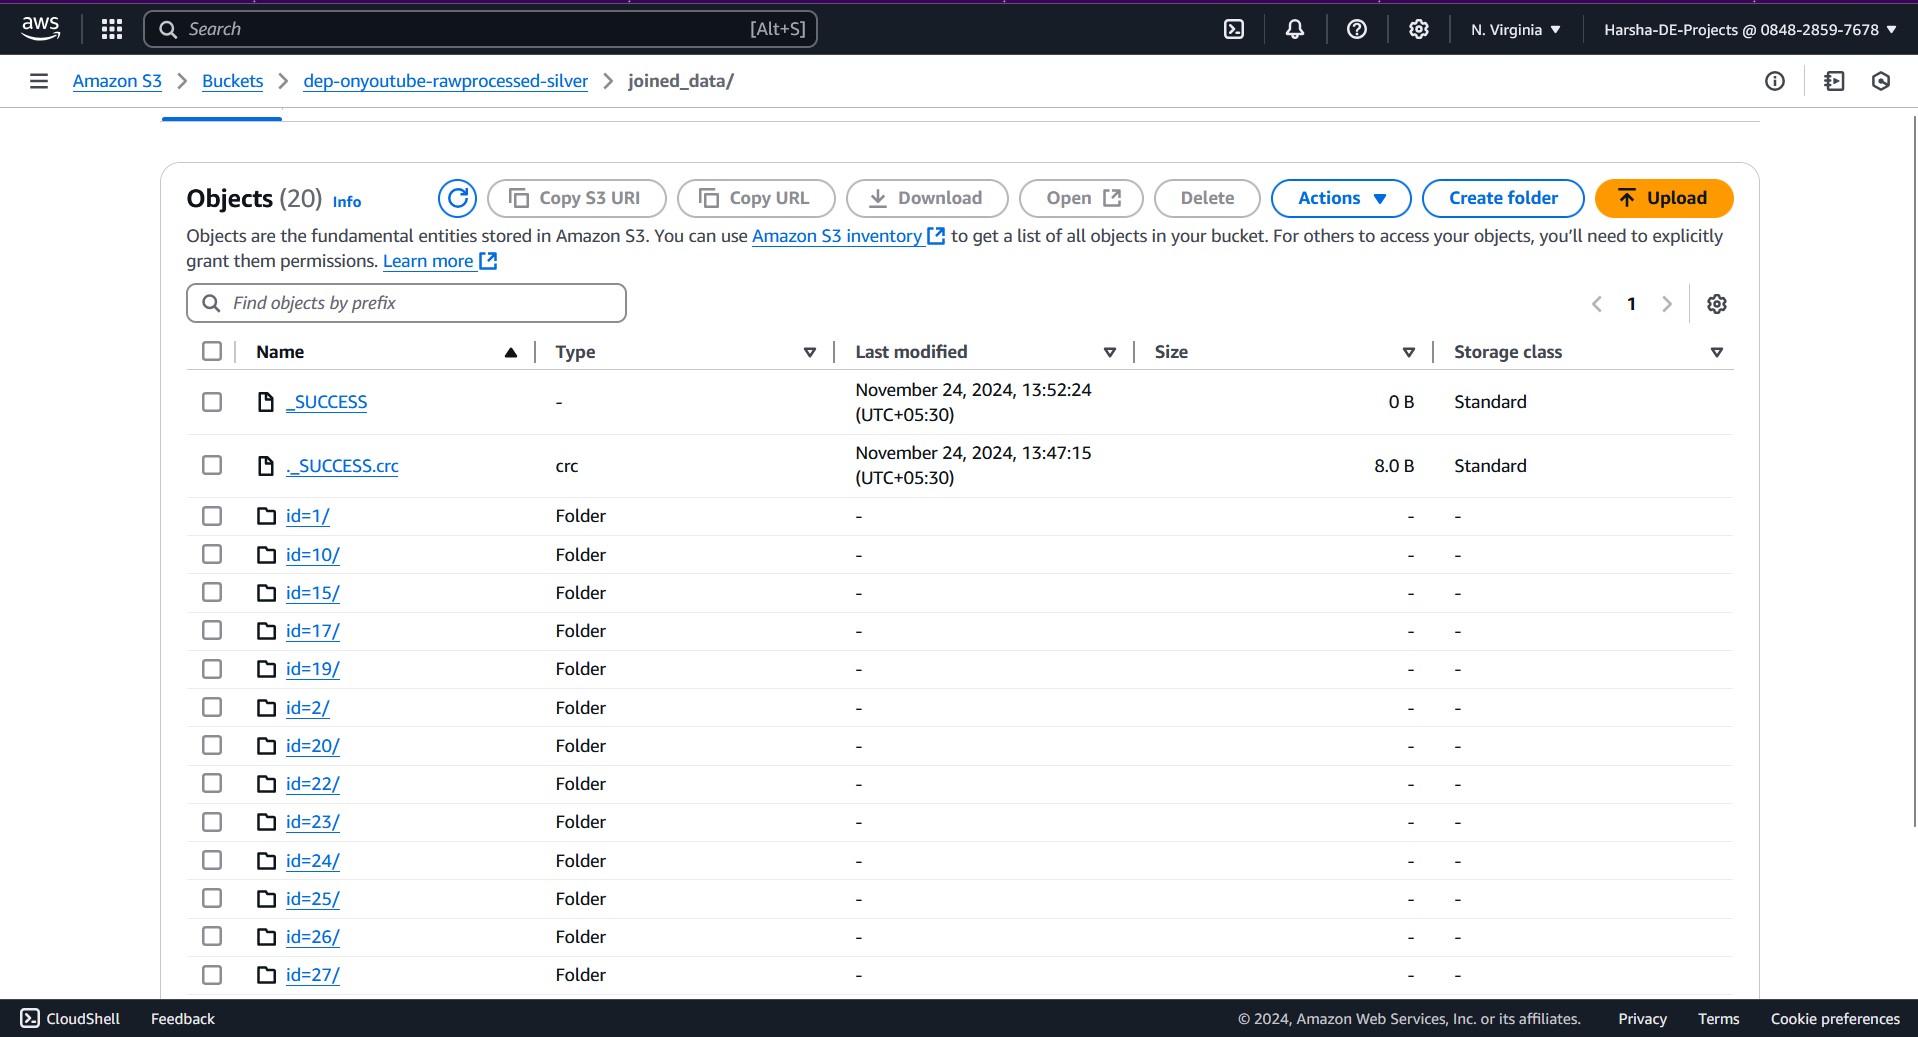 aws Search [Alt+S] N. Virginia Harsha-DE-Projects @ 0848-2859-7678
Amazon S3 Buckets dep-onyoutube-rawprocessed-silver joined_data/
Objects (20) Info Copy S3 URI Copy URL Download Open Delete Actions Create folder Upload
Objects are the fundamental entities stored in Amazon S3. You can use Amazon S3 inventory to get a list of all objects in your bucket. For others to access your objects, you’ll need to explicitly
grant them permissions. Learn more
Find objects by prefix 1
Name Type Last modified Size Storage class
_SUCCESS - November 24, 2024, 13:52:24 (UTC+05:30) 0 B Standard
._SUCCESS.crc crc November 24, 2024, 13:47:15 (UTC+05:30) 8.0 B Standard
id=1/ Folder - - -
id=10/ Folder - - -
id=15/ Folder - - -
id=17/ Folder - - -
id=19/ Folder - - -
id=2/ Folder - - -
id=20/ Folder - - -
id=22/ Folder - - -
id=23/ Folder - - -
id=24/ Folder - - -
id=25/ Folder - - -
id=26/ Folder - - -
id=27/ Folder - - -
CloudShell Feedback © 2024, Amazon Web Services, Inc. or its affiliates. Privacy Terms Cookie preferences